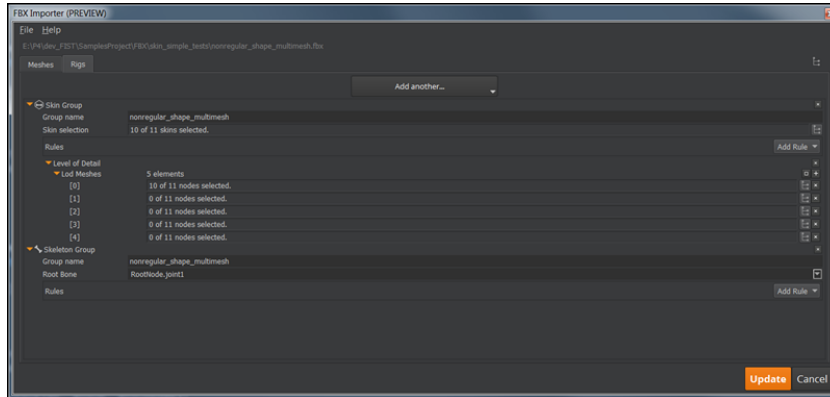 FBX Importer (PREVIEW)
File Help
E:\P4\dev_FIST\SamplesProject\FBX\skin_simple_tests\nonregular_shape_multimesh.fbx
Meshes Rigs
Add another...
Skin Group
Group name nonregular_shape_multimesh
Skin selection 10 of 11 skins selected.
Rules Add Rule
Level of Detail
Lod Meshes 5 elements
[0] 10 of 11 nodes selected.
[1] 0 of 11 nodes selected.
[2] 0 of 11 nodes selected.
[3] 0 of 11 nodes selected.
[4] 0 of 11 nodes selected.
Skeleton Group
Group name nonregular_shape_multimesh
Root Bone RootNode.joint1
Rules Add Rule
Update Cancel